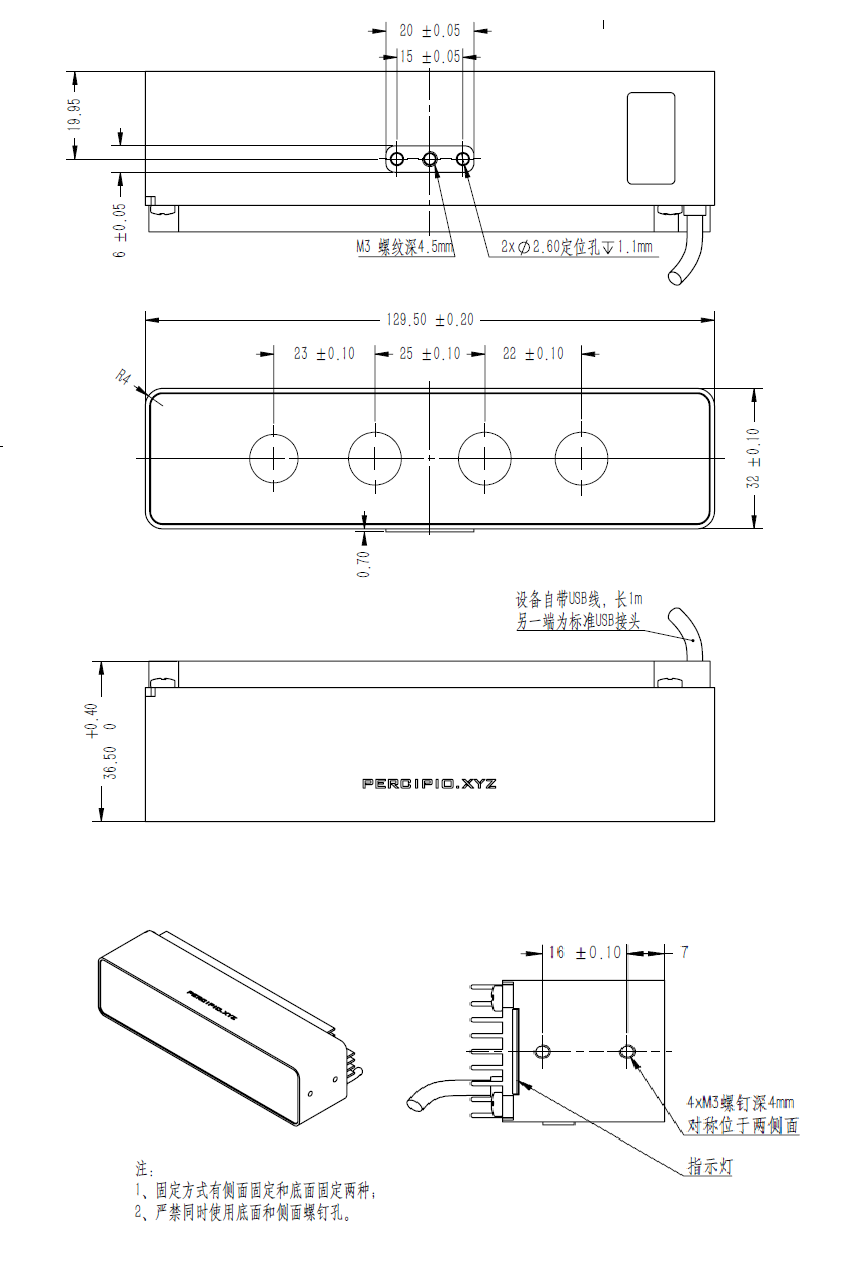 20 ±0.05
15 ±0.05
19.95
6 ±0.05
M3 螺纹深4.5mm
2x∅2.60定位孔↧1.1mm
129.50 ±0.20
23 ±0.10
25 ±0.10
22 ±0.10
R4
32 ±0.10
0.70
设备自带USB线，长1m
另一端为标准USB接头
+0.40
36.50 0
PERCIPIO.XYZ
PERCIPIO.XYZ
16 ±0.10
7
4xM3螺钉深4mm
对称位于两侧面
指示灯
注：
1、固定方式有侧面固定和底面固定两种；
2、严禁同时使用底面和侧面螺钉孔。